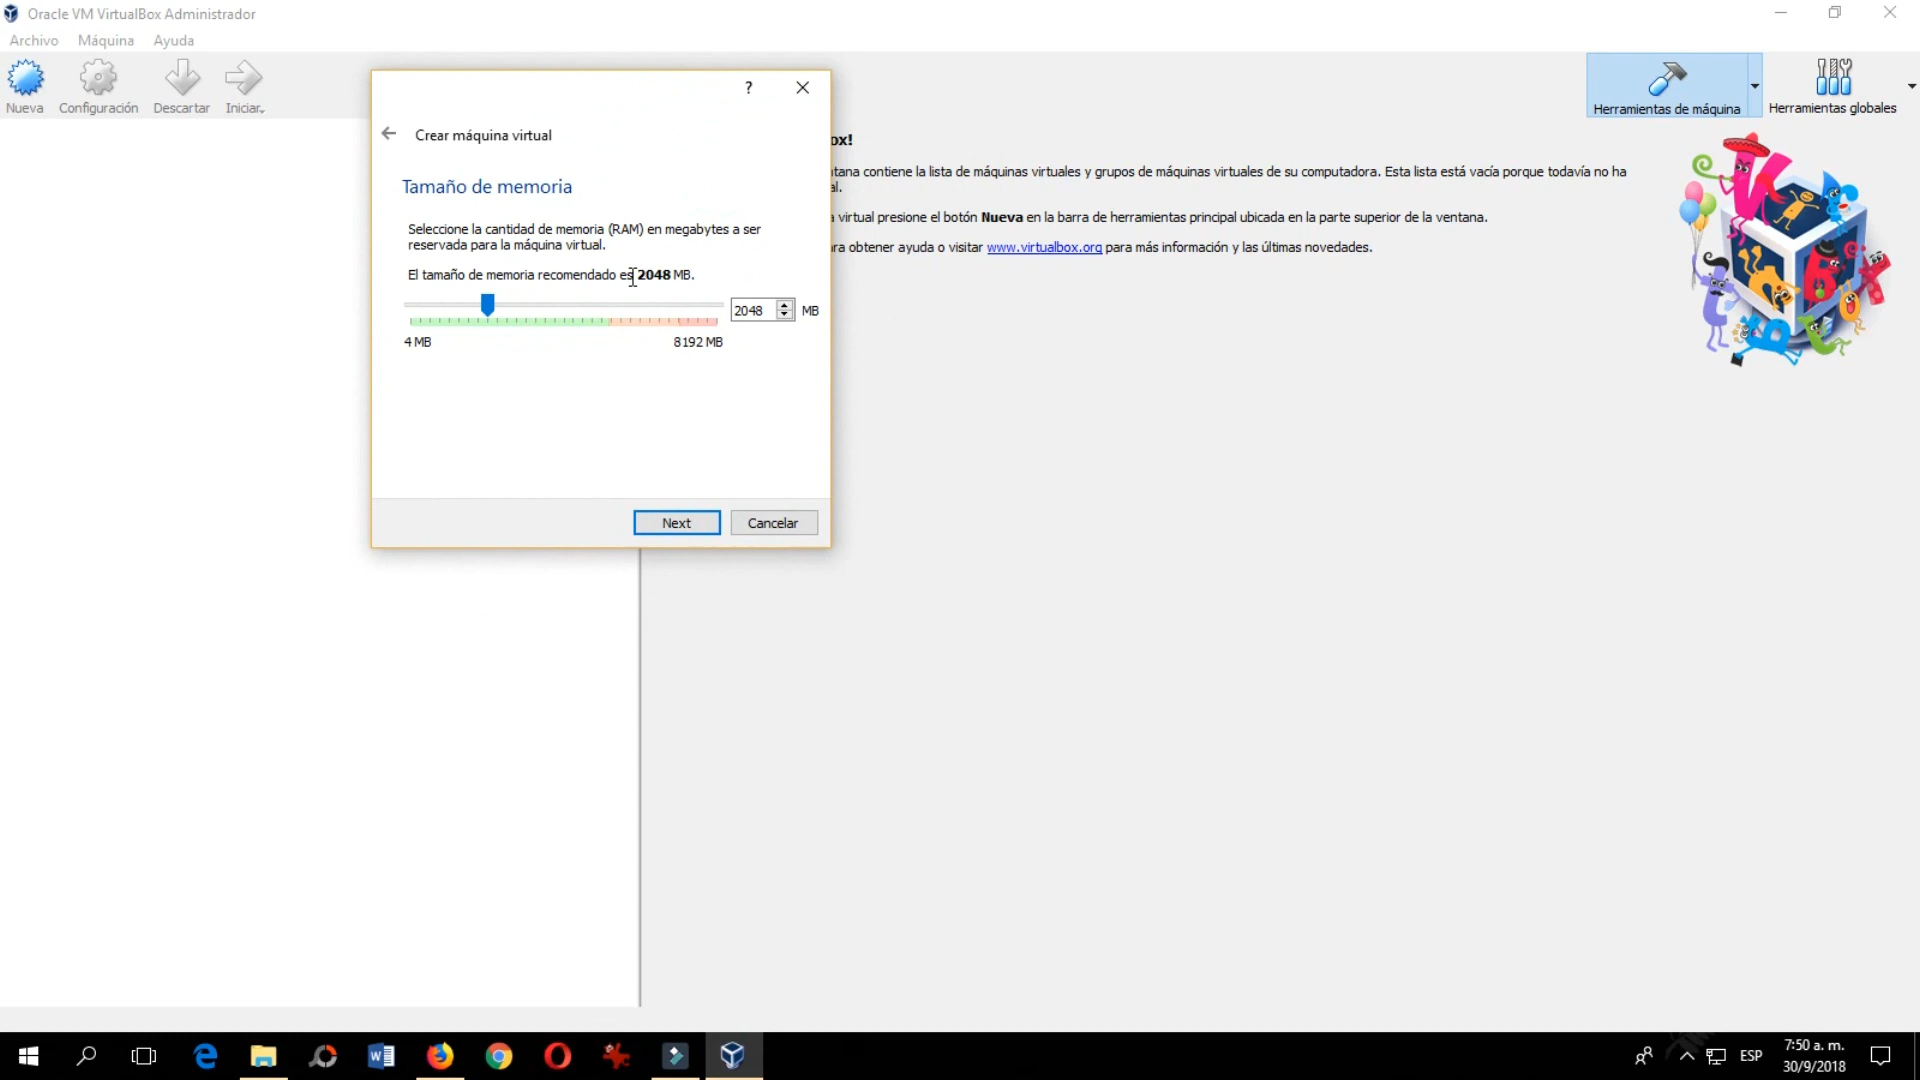 Oracle VM VirtualBox Administrador
Archivo Máquina Ayuda
Nueva Configuración Descartar Iniciar
Herramientas de máquina Herramientas globales
?
Crear máquina virtual
Tamaño de memoria
Seleccione la cantidad de memoria (RAM) en megabytes a ser
reservada para la máquina virtual.
El tamaño de memoria recomendado es 2048 MB.
2048 MB
4 MB 8192 MB
Next Cancelar
ox!
ntana contiene la lista de máquinas virtuales y grupos de máquinas virtuales de su computadora. Esta lista está vacía porque todavía no ha
al.
a virtual presione el botón Nueva en la barra de herramientas principal ubicada en la parte superior de la ventana.
ara obtener ayuda o visitar www.virtualbox.org para más información y las últimas novedades.
ESP
7:50 a. m.
30/9/2018